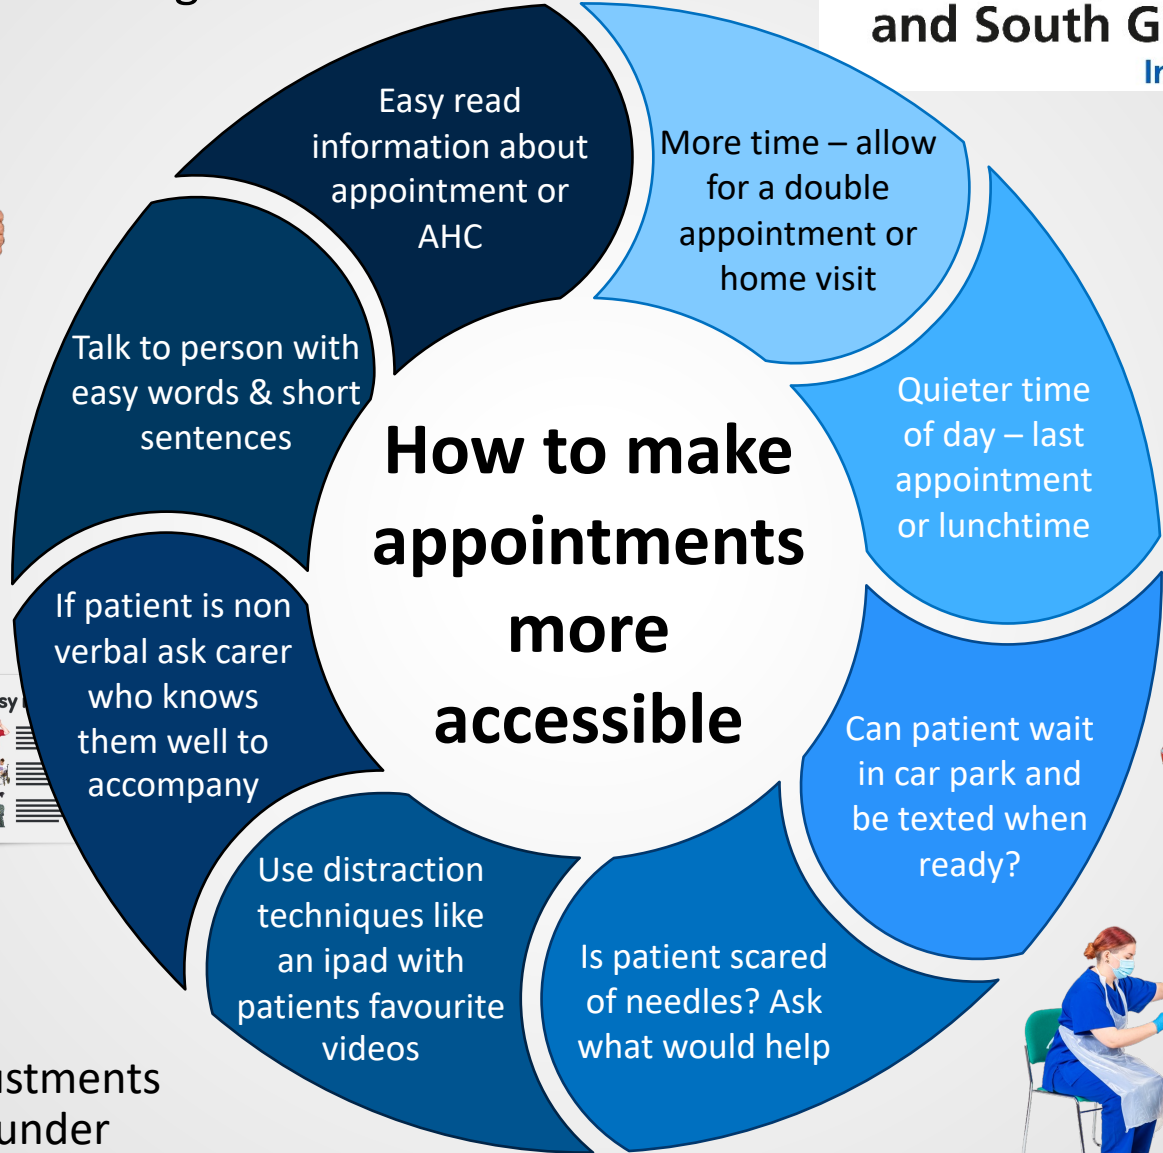 and South G
How to make
appointments
more
accessible
Easy read
information about
appointment or
AHC
More time – allow
for a double
appointment or
home visit
Quieter time
of day – last
appointment
or lunchtime
Can patient wait
in car park and
be texted when
ready?
Is patient scared
of needles? Ask
what would help
Use distraction
techniques like
an ipad with
patients favourite
videos
If patient is non
verbal ask carer
who knows
them well to
accompany
Talk to person with
easy words & short
sentences
ustments
under